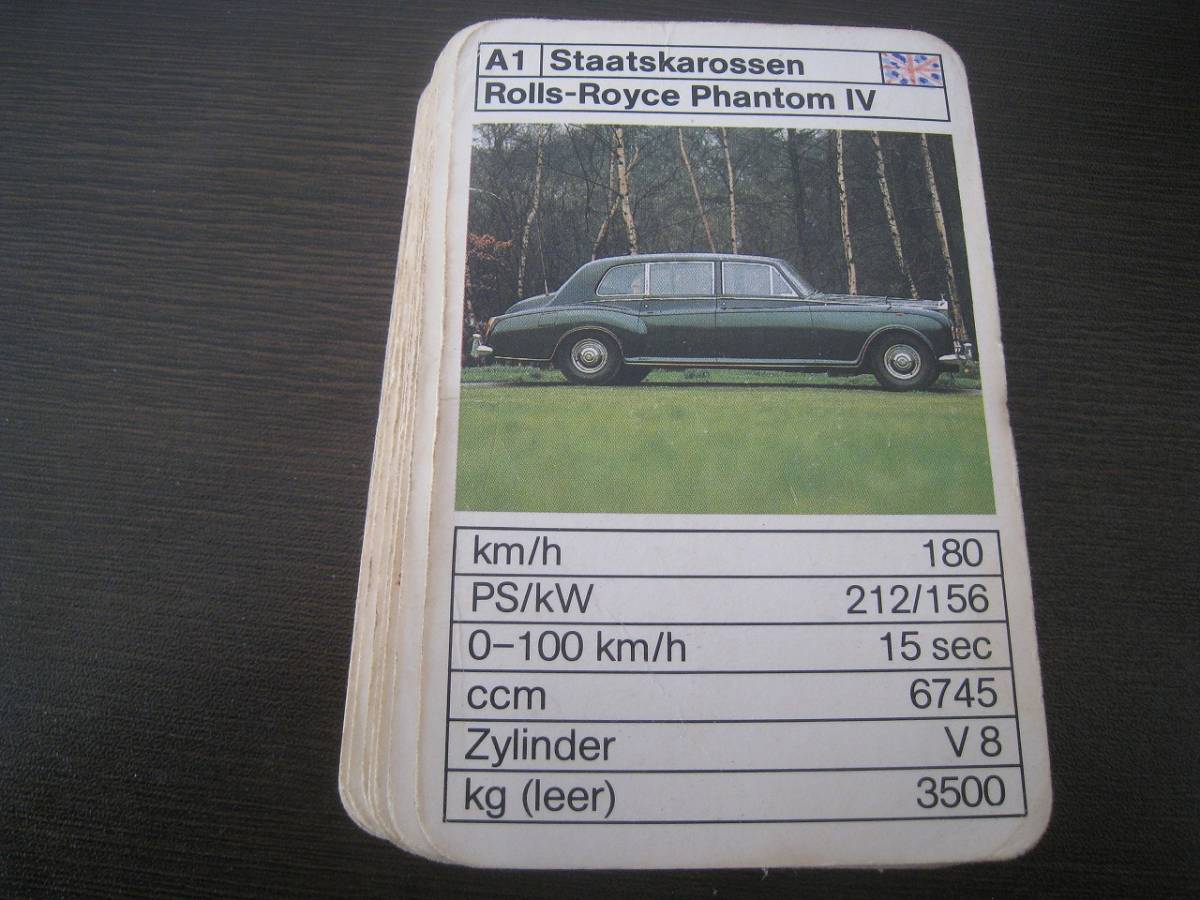 A1 Staatskarossen
Rolls-Royce Phantom IV
km/h 180
PS/kW 212/156
0–100 km/h 15 sec
ccm 6745
Zylinder V 8
kg (leer) 3500